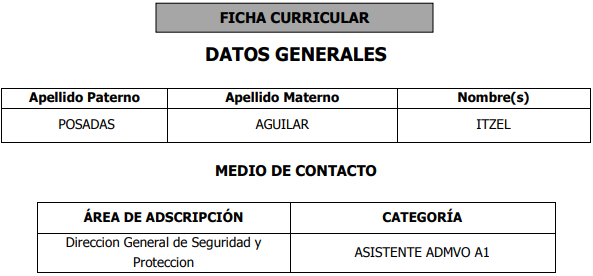 FICHA CURRICULAR
DATOS GENERALES
Apellido Paterno Apellido Materno Nombre(s)
POSADAS AGUILAR ITZEL
MEDIO DE CONTACTO
ÁREA DE ADSCRIPCIÓN CATEGORÍA
Direccion General de Seguridad y
Proteccion
ASISTENTE ADMVO A1